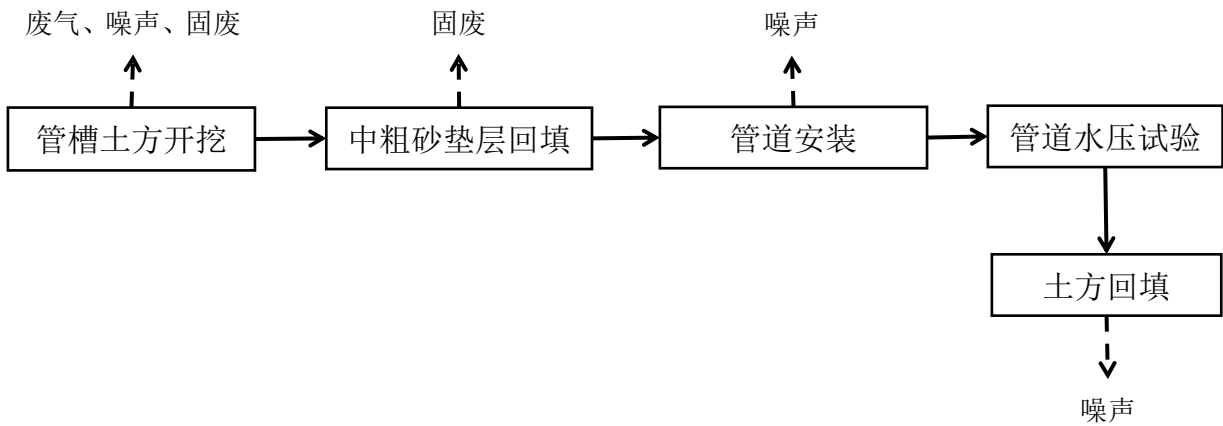 废气、噪声、固废
固废
噪声
管槽土方开挖
中粗砂垫层回填
管道安装
管道水压试验
土方回填
噪声